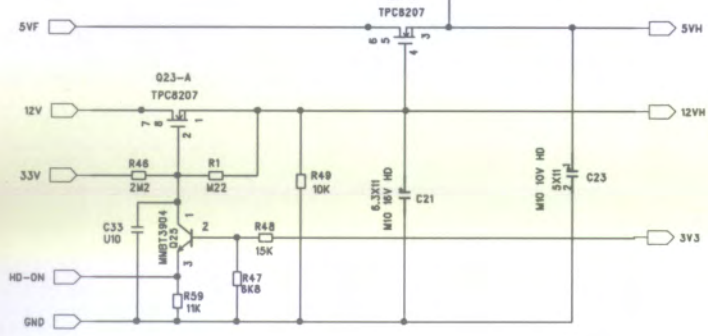 TPC8207
5VF
6
5
4
3
5VH
Q23-A
TPC8207
12V
7
8
2
1
12VH
33V
R46
2M2
R1
M22
R49
10K
6.3X11
M10 16V HD
C21
M10 10V HD
5X11
2
C23
C33
U10
MMBT3904
Q25
1
2
3
R48
15K
3V3
HD-ON
R47
6K8
R59
11K
GND